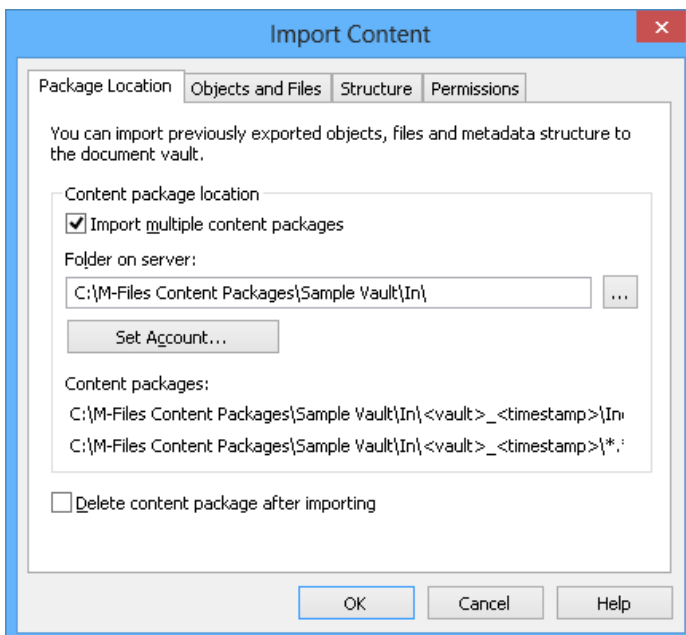 Import Content
Package Location Objects and Files Structure Permissions
You can import previously exported objects, files and metadata structure to
the document vault.
Content package location
Import multiple content packages
Folder on server:
C:\M-Files Content Packages\Sample Vault\In\
...
Set Account...
Content packages:
C:\M-Files Content Packages\Sample Vault\In\<vault>_<timestamp>\In
C:\M-Files Content Packages\Sample Vault\In\<vault>_<timestamp>\*.
Delete content package after importing
OK Cancel Help